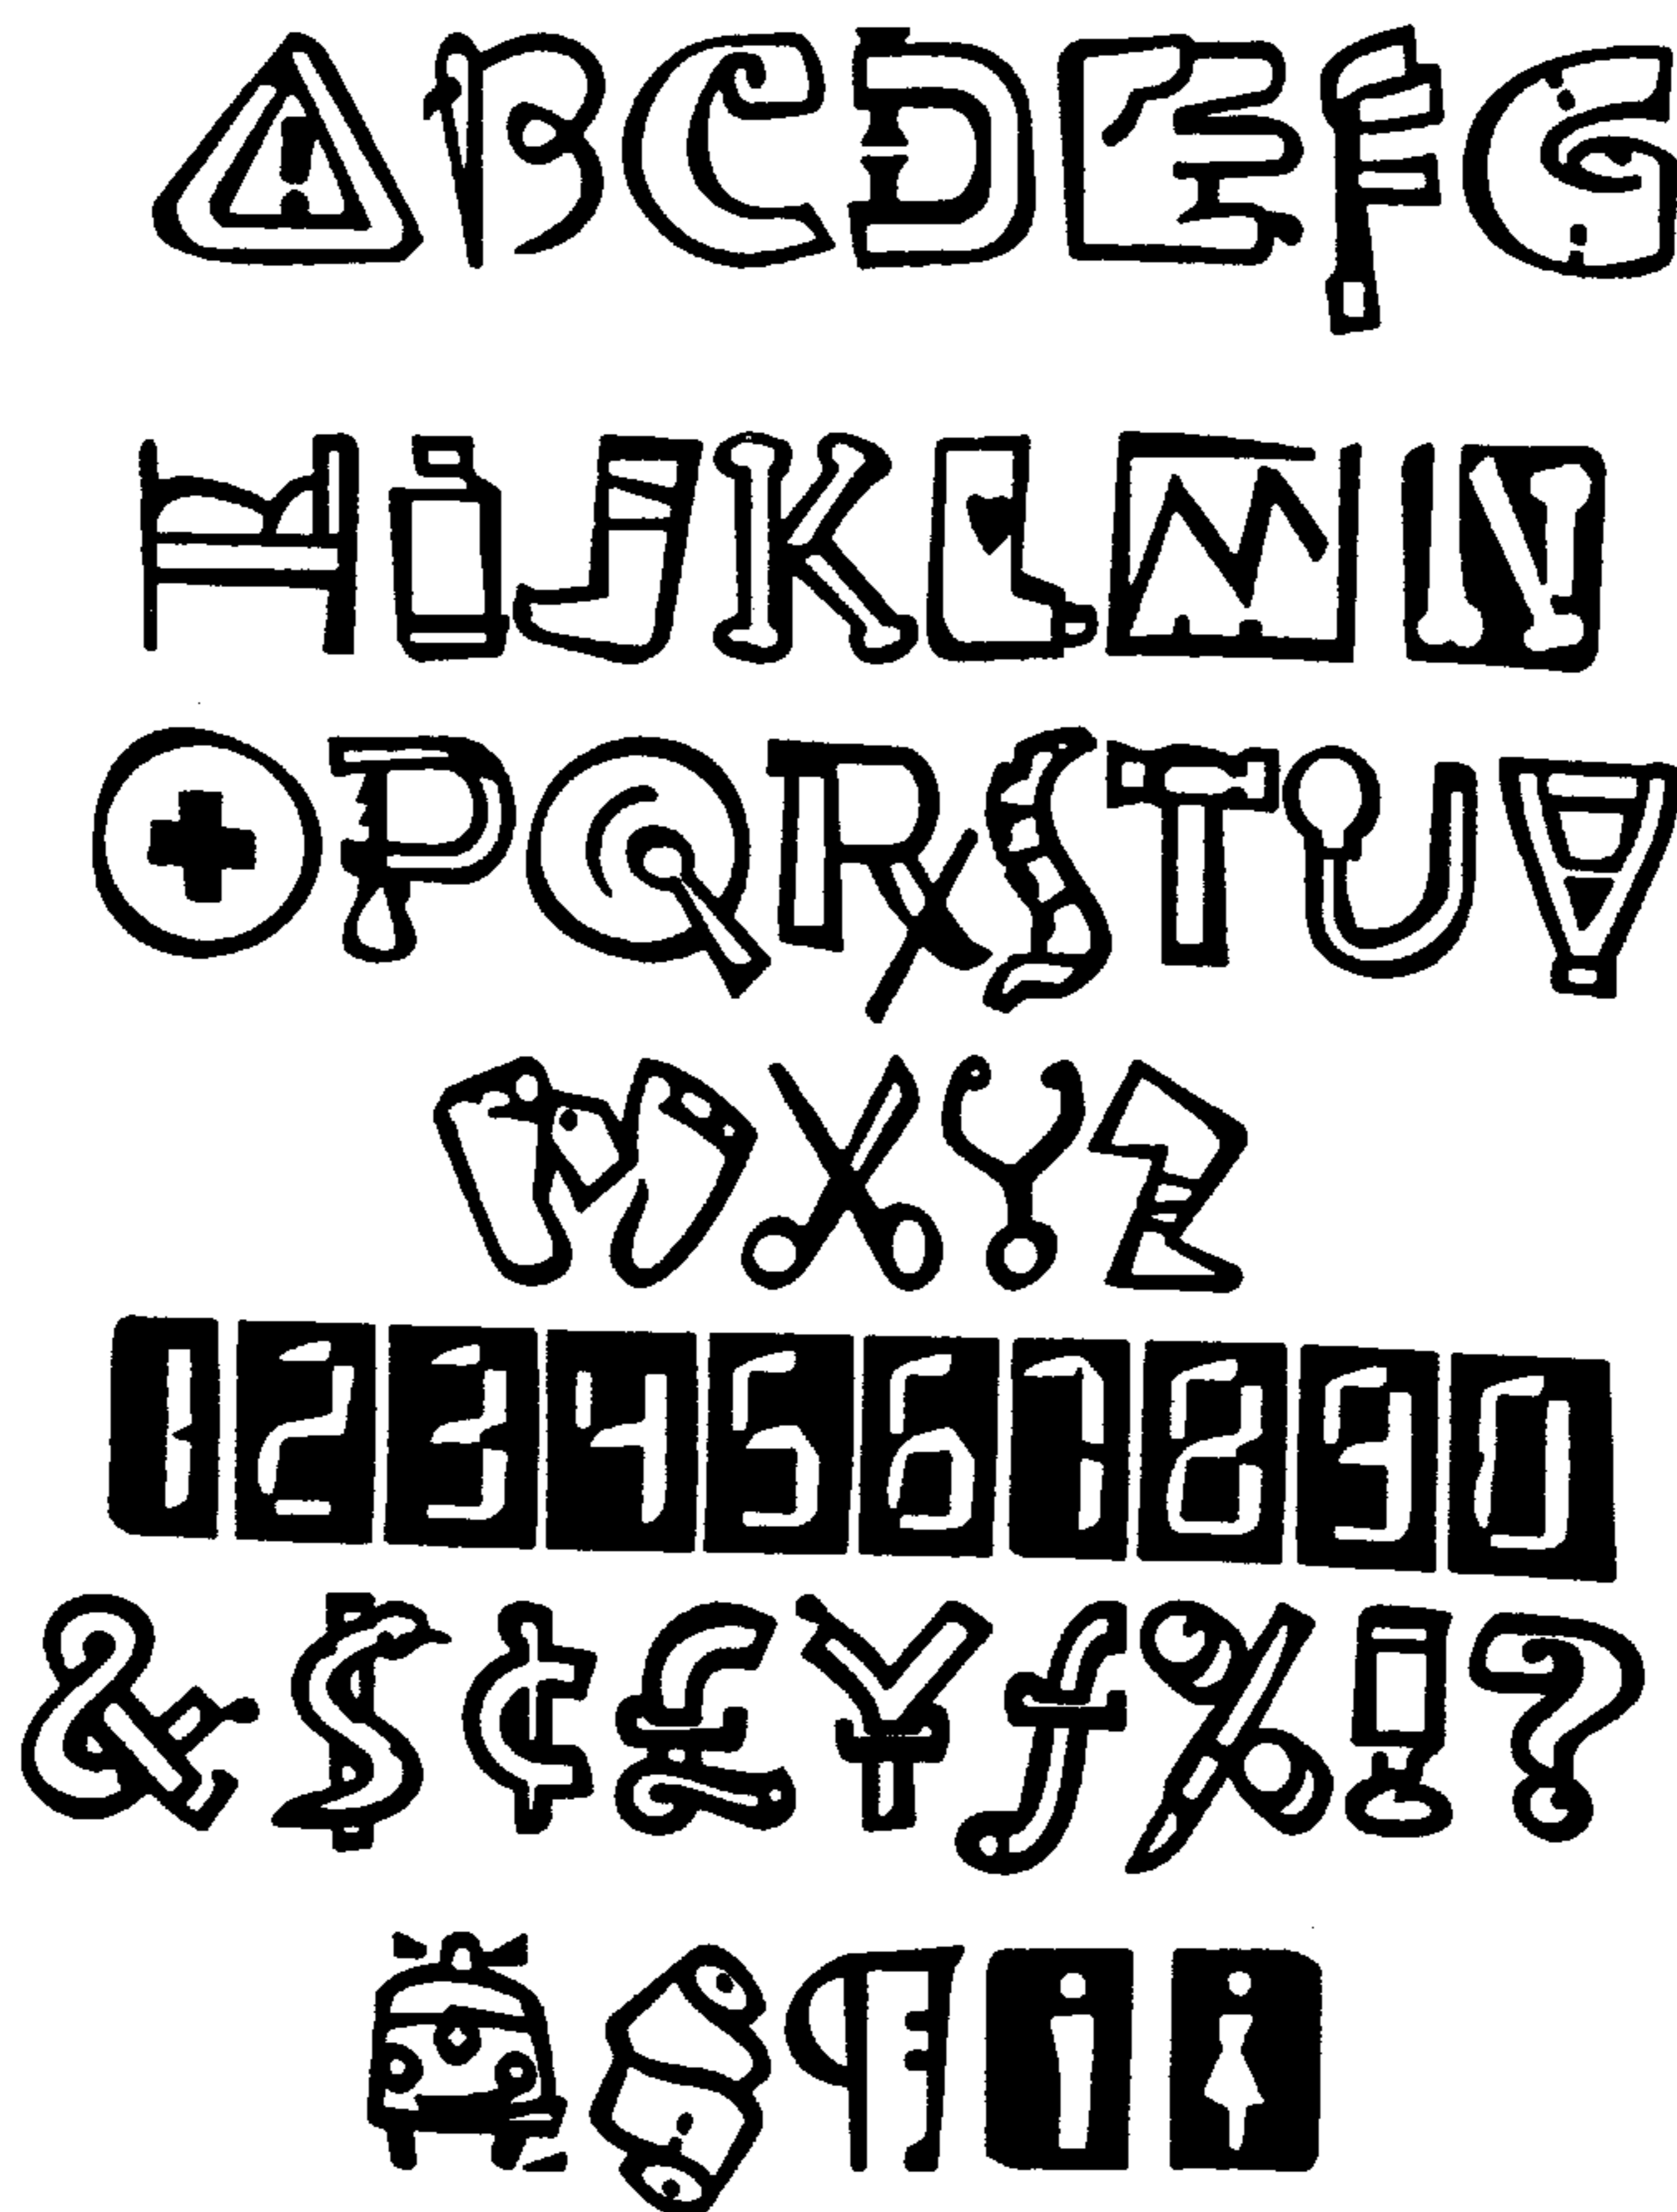 ABCDEFG
HIJKLMN
OPQRSTUV
WXYZ
1234567890
&$¢£¥ƒ%!?
¶